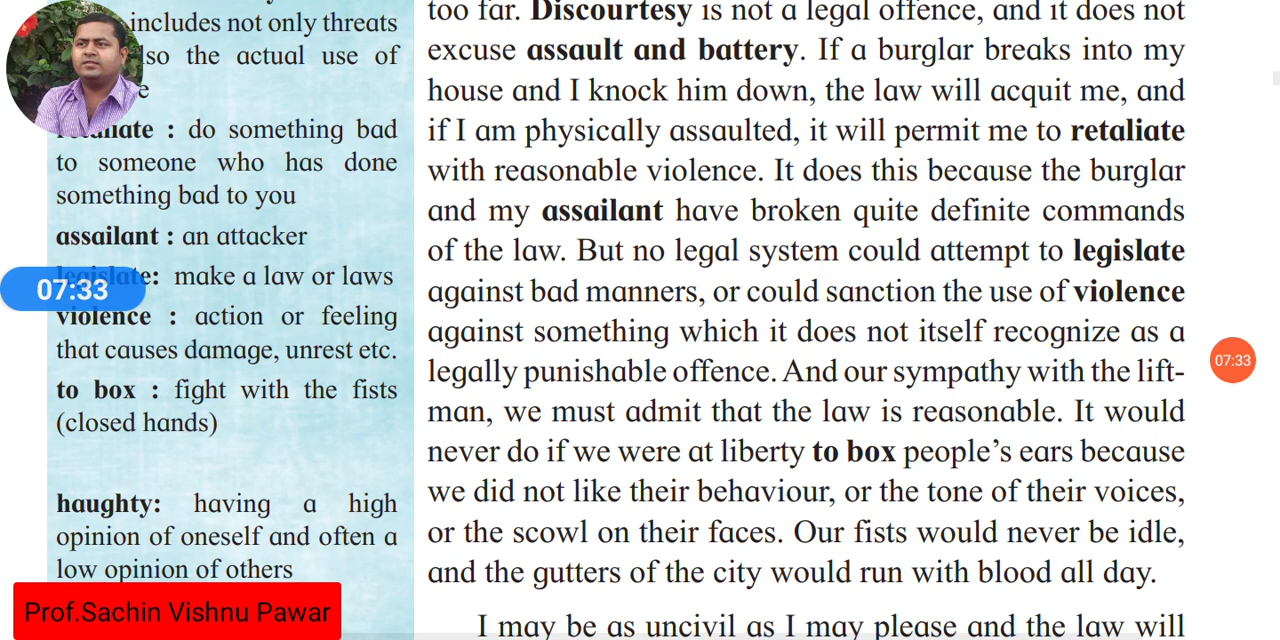 includes not only threats
lso the actual use of
e
retaliate : do something bad
to someone who has done
something bad to you
assailant : an attacker
legislate: make a law or laws
07:33
violence : action or feeling
that causes damage, unrest etc.
to box : fight with the fists
(closed hands)
haughty: having a high
opinion of oneself and often a
low opinion of others
Prof.Sachin Vishnu Pawar
too far. Discourtesy is not a legal offence, and it does not
excuse assault and battery. If a burglar breaks into my
house and I knock him down, the law will acquit me, and
if I am physically assaulted, it will permit me to retaliate
with reasonable violence. It does this because the burglar
and my assailant have broken quite definite commands
of the law. But no legal system could attempt to legislate
against bad manners, or could sanction the use of violence
against something which it does not itself recognize as a
legally punishable offence. And our sympathy with the lift-
man, we must admit that the law is reasonable. It would
never do if we were at liberty to box people’s ears because
we did not like their behaviour, or the tone of their voices,
or the scowl on their faces. Our fists would never be idle,
and the gutters of the city would run with blood all day.
I may be as uncivil as I may please and the law will
07:33